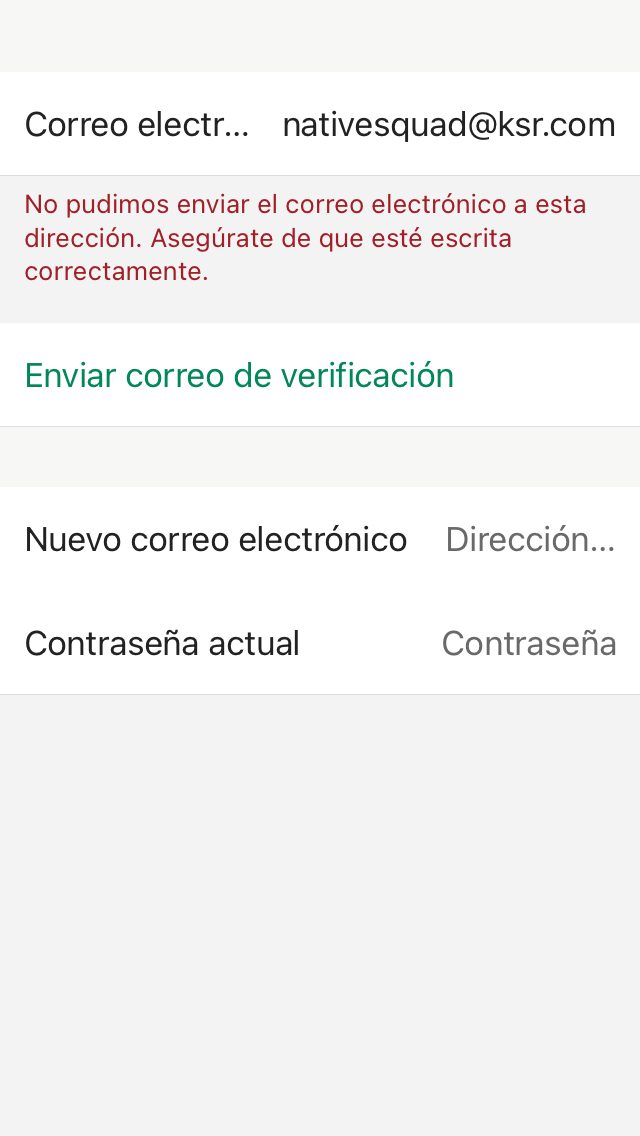 Correo electr... nativesquad@ksr.com
No pudimos enviar el correo electrónico a esta
dirección. Asegúrate de que esté escrita
correctamente.
Enviar correo de verificación
Nuevo correo electrónico Dirección...
Contraseña actual Contraseña